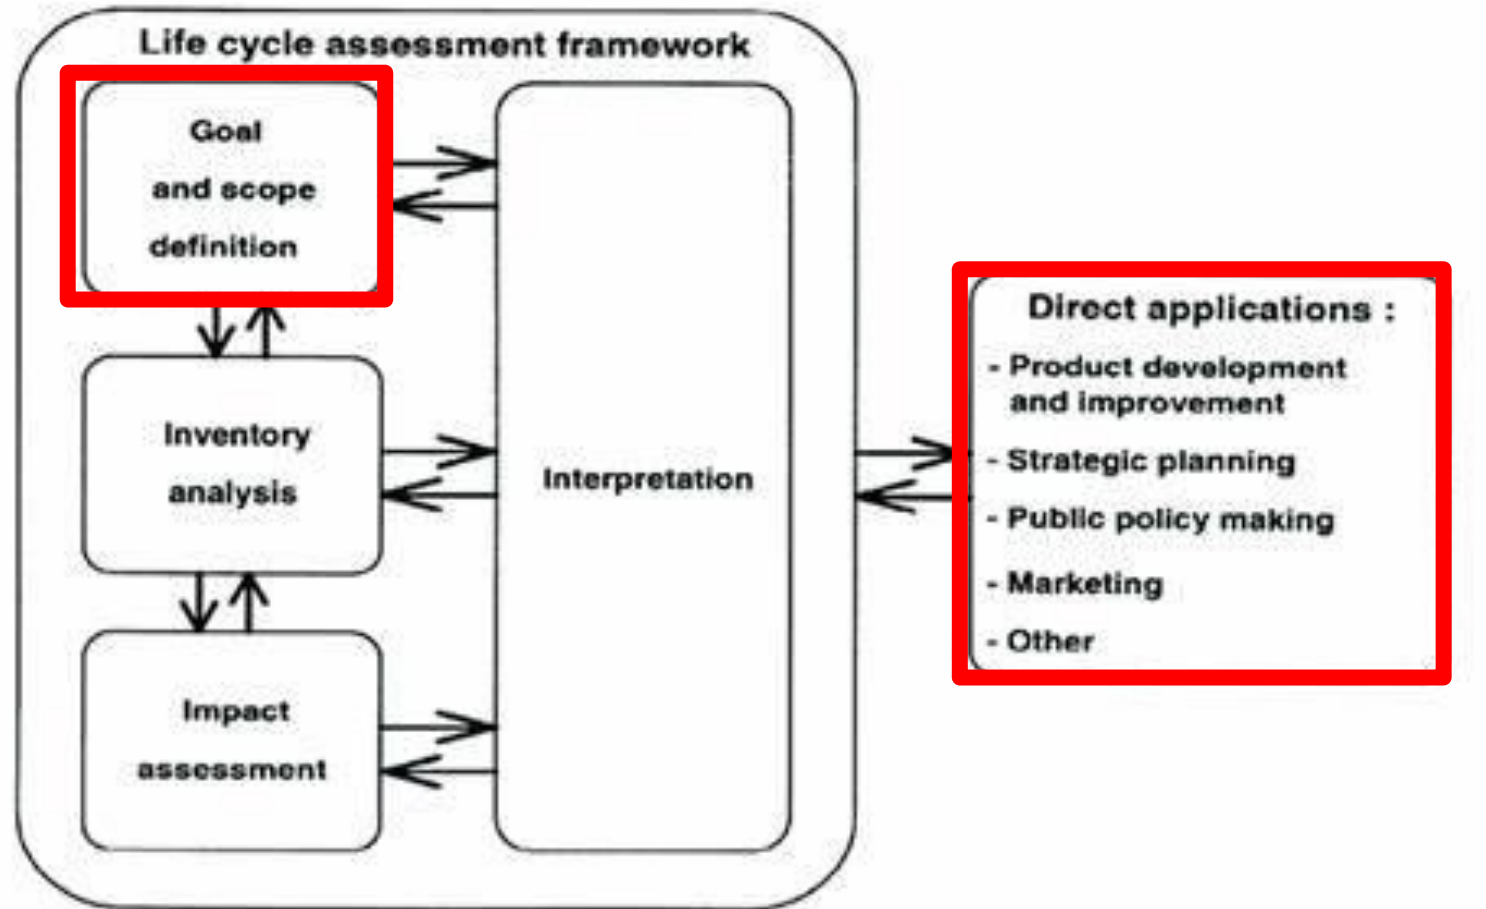 Life cycle assessment framework
Goal
and scope
definition
Inventory
analysis
Impact
assessment
Interpretation
Direct applications :
- Product development
and improvement
- Strategic planning
- Public policy making
- Marketing
- Other